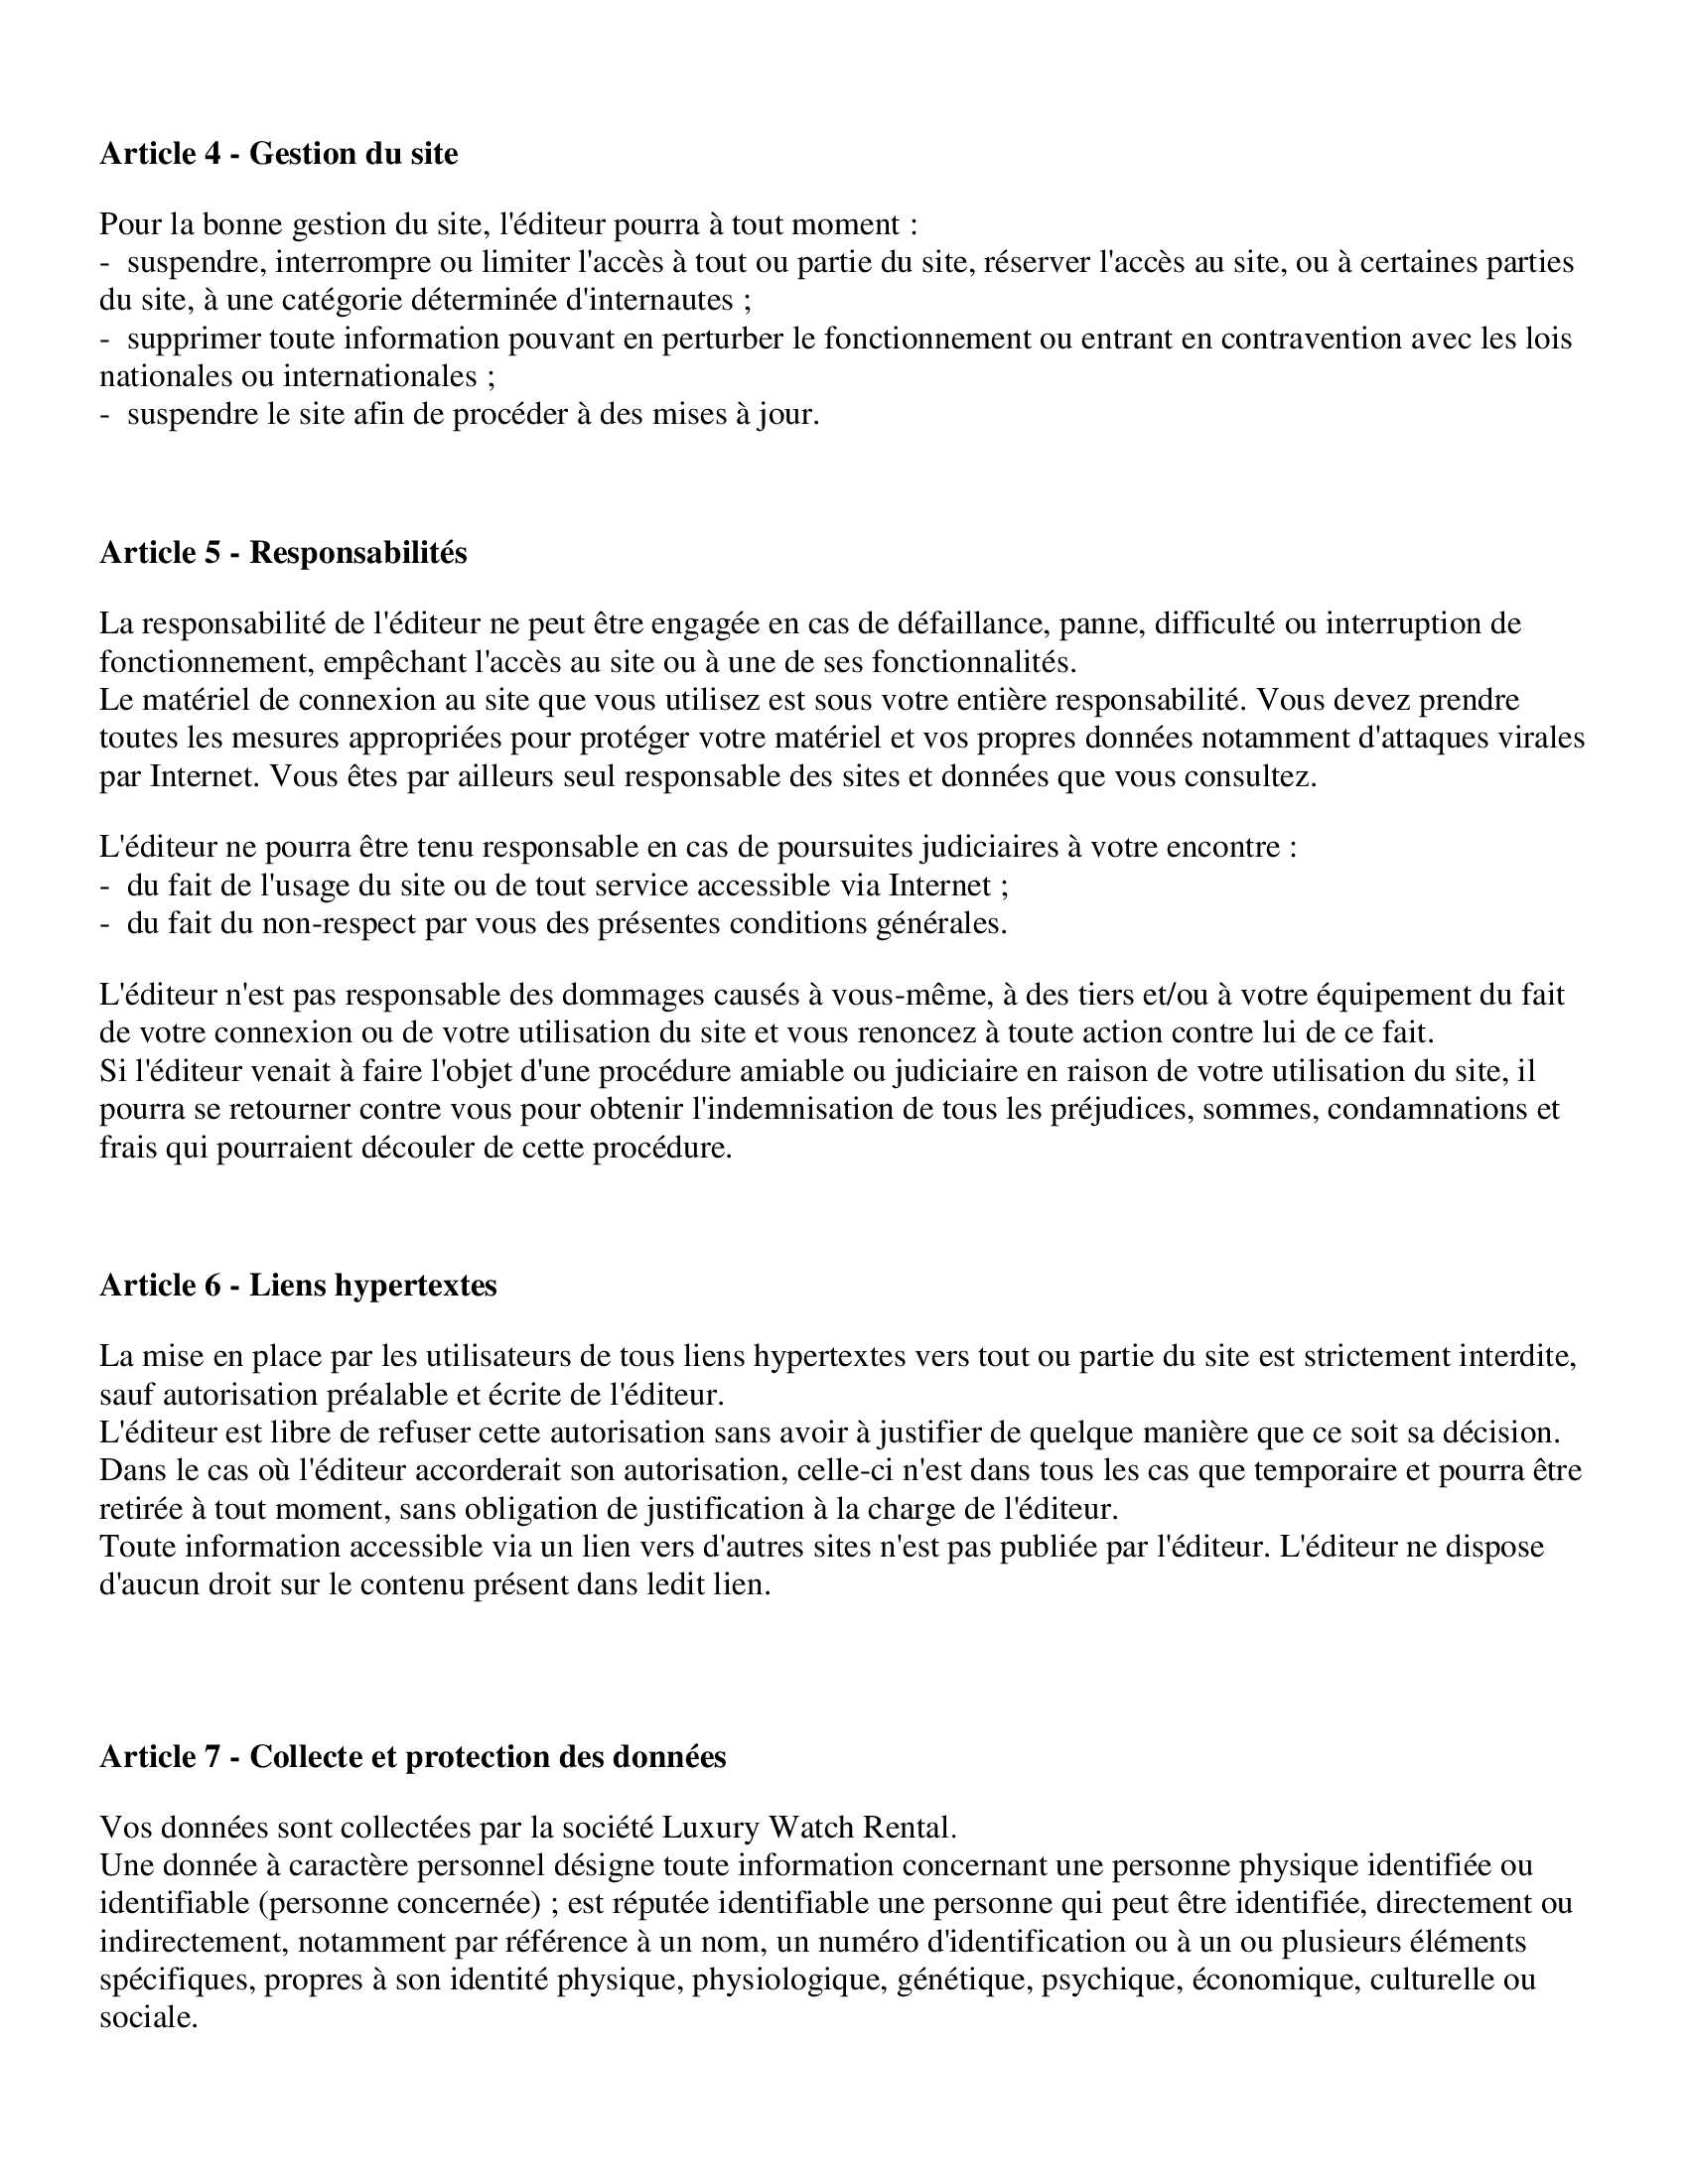 Article 4 - Gestion du site
Pour la bonne gestion du site, l'éditeur pourra à tout moment :
- suspendre, interrompre ou limiter l'accès à tout ou partie du site, réserver l'accès au site, ou à certaines parties
du site, à une catégorie déterminée d'internautes ;
- supprimer toute information pouvant en perturber le fonctionnement ou entrant en contravention avec les lois
nationales ou internationales ;
- suspendre le site afin de procéder à des mises à jour.
Article 5 - Responsabilités
La responsabilité de l'éditeur ne peut être engagée en cas de défaillance, panne, difficulté ou interruption de
fonctionnement, empêchant l'accès au site ou à une de ses fonctionnalités.
Le matériel de connexion au site que vous utilisez est sous votre entière responsabilité. Vous devez prendre
toutes les mesures appropriées pour protéger votre matériel et vos propres données notamment d'attaques virales
par Internet. Vous êtes par ailleurs seul responsable des sites et données que vous consultez.
L'éditeur ne pourra être tenu responsable en cas de poursuites judiciaires à votre encontre :
- du fait de l'usage du site ou de tout service accessible via Internet ;
- du fait du non-respect par vous des présentes conditions générales.
L'éditeur n'est pas responsable des dommages causés à vous-même, à des tiers et/ou à votre équipement du fait
de votre connexion ou de votre utilisation du site et vous renoncez à toute action contre lui de ce fait.
Si l'éditeur venait à faire l'objet d'une procédure amiable ou judiciaire en raison de votre utilisation du site, il
pourra se retourner contre vous pour obtenir l'indemnisation de tous les préjudices, sommes, condamnations et
frais qui pourraient découler de cette procédure.
Article 6 - Liens hypertextes
La mise en place par les utilisateurs de tous liens hypertextes vers tout ou partie du site est strictement interdite,
sauf autorisation préalable et écrite de l'éditeur.
L'éditeur est libre de refuser cette autorisation sans avoir à justifier de quelque manière que ce soit sa décision.
Dans le cas où l'éditeur accorderait son autorisation, celle-ci n'est dans tous les cas que temporaire et pourra être
retirée à tout moment, sans obligation de justification à la charge de l'éditeur.
Toute information accessible via un lien vers d'autres sites n'est pas publiée par l'éditeur. L'éditeur ne dispose
d'aucun droit sur le contenu présent dans ledit lien.
Article 7 - Collecte et protection des données
Vos données sont collectées par la société Luxury Watch Rental.
Une donnée à caractère personnel désigne toute information concernant une personne physique identifiée ou
identifiable (personne concernée) ; est réputée identifiable une personne qui peut être identifiée, directement ou
indirectement, notamment par référence à un nom, un numéro d'identification ou à un ou plusieurs éléments
spécifiques, propres à son identité physique, physiologique, génétique, psychique, économique, culturelle ou
sociale.